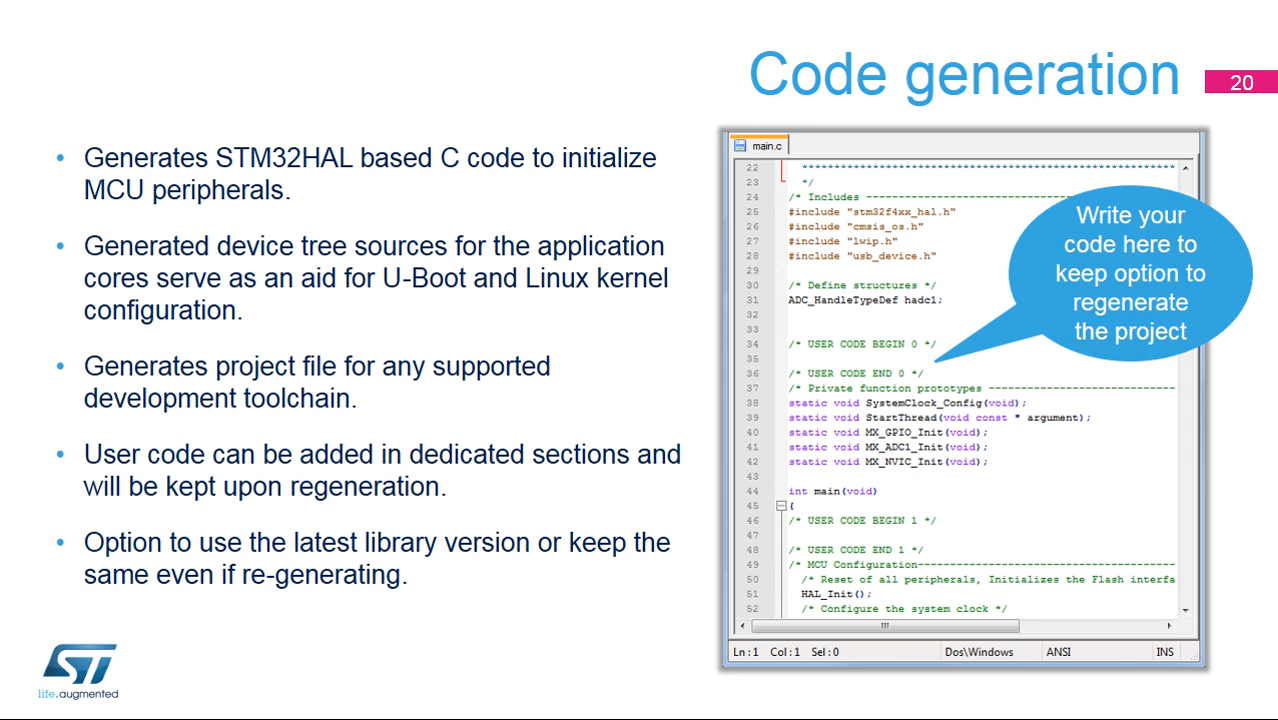 Code generation
20
• Generates STM32HAL based C code to initialize
MCU peripherals.
• Generated device tree sources for the application
cores serve as an aid for U-Boot and Linux kernel
configuration.
• Generates project file for any supported
development toolchain.
• User code can be added in dedicated sections and
will be kept upon regeneration.
• Option to use the latest library version or keep the
same even if re-generating.
main.c
22 **********************************************************
23 */
24 /* Includes ------------------------------------------------
25 #include "stm32f4xx_hal.h"
26 #include "cmsis_os.h"
27 #include "lwip.h"
28 #include "usb_device.h"
29
30 /* Define structures */
31 ADC_HandleTypeDef hadc1;
32
33
34 /* USER CODE BEGIN 0 */
35
36 /* USER CODE END 0 */
37 /* Private function prototypes -----------------------------
38 static void SystemClock_Config(void);
39 static void StartThread(void const * argument);
40 static void MX_GPIO_Init(void);
41 static void MX_ADC1_Init(void);
42 static void MX_NVIC_Init(void);
43
44 int main(void)
45 {
46 /* USER CODE BEGIN 1 */
47
48 /* USER CODE END 1 */
49 /* MCU Configuration----------------------------------------
50 /* Reset of all peripherals, Initializes the Flash interfa
51 HAL_Init();
52 /* Configure the system clock */
Write your
code here to
keep option to
regenerate
the project
Ln:1 Col:1 Sel:0 Dos\Windows ANSI INS
ST
life.augmented